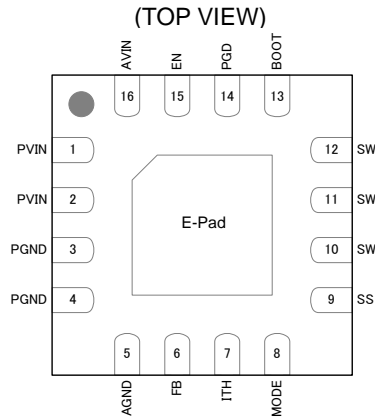 (TOP VIEW)
AVIN EN PGD BOOT
16 15 14 13
PVIN 1 12 SW
PVIN 2 11 SW
E-Pad
PGND 3 10 SW
PGND 4 9 SS
5 6 7 8
AGND FB ITH MODE